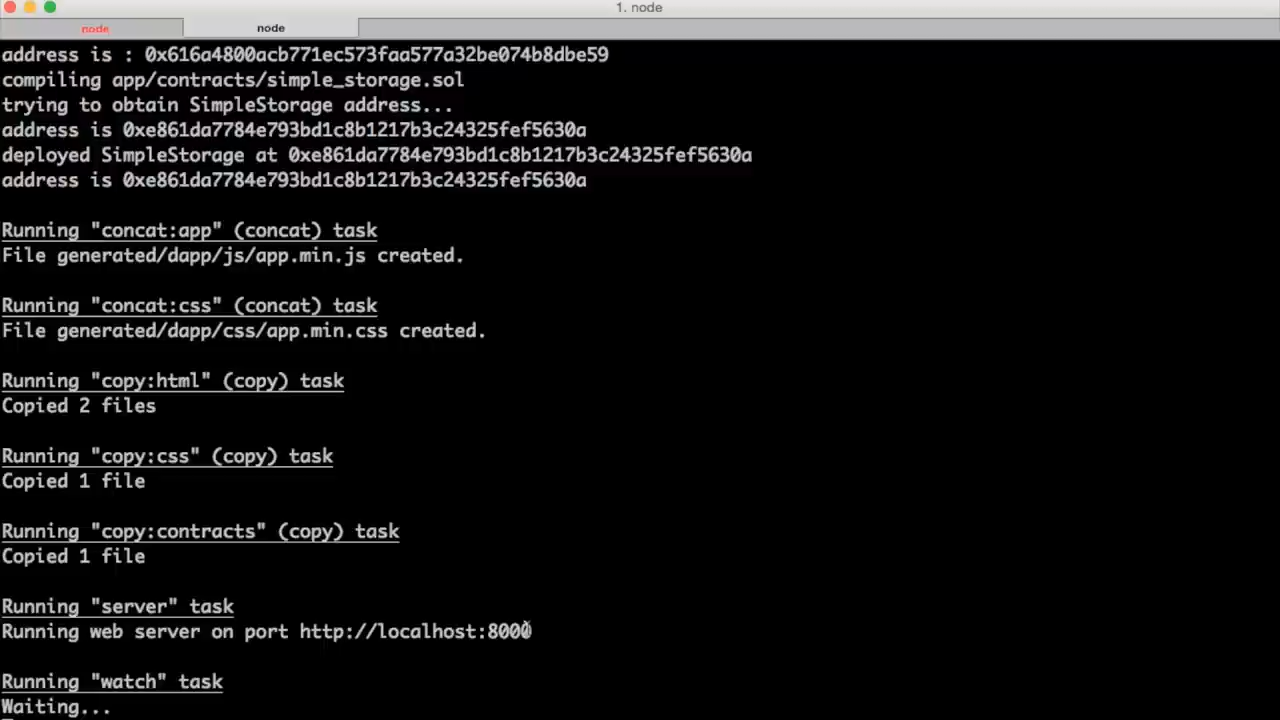 1. node
node
node
address is : 0x616a4800acb771ec573faa577a32be074b8dbe59
compiling app/contracts/simple_storage.sol
trying to obtain SimpleStorage address...
address is 0xe861da7784e793bd1c8b1217b3c24325fef5630a
deployed SimpleStorage at 0xe861da7784e793bd1c8b1217b3c24325fef5630a
address is 0xe861da7784e793bd1c8b1217b3c24325fef5630a
Running "concat:app" (concat) task
File generated/dapp/js/app.min.js created.
Running "concat:css" (concat) task
File generated/dapp/css/app.min.css created.
Running "copy:html" (copy) task
Copied 2 files
Running "copy:css" (copy) task
Copied 1 file
Running "copy:contracts" (copy) task
Copied 1 file
Running "server" task
Running web server on port http://localhost:8000
Running "watch" task
Waiting...